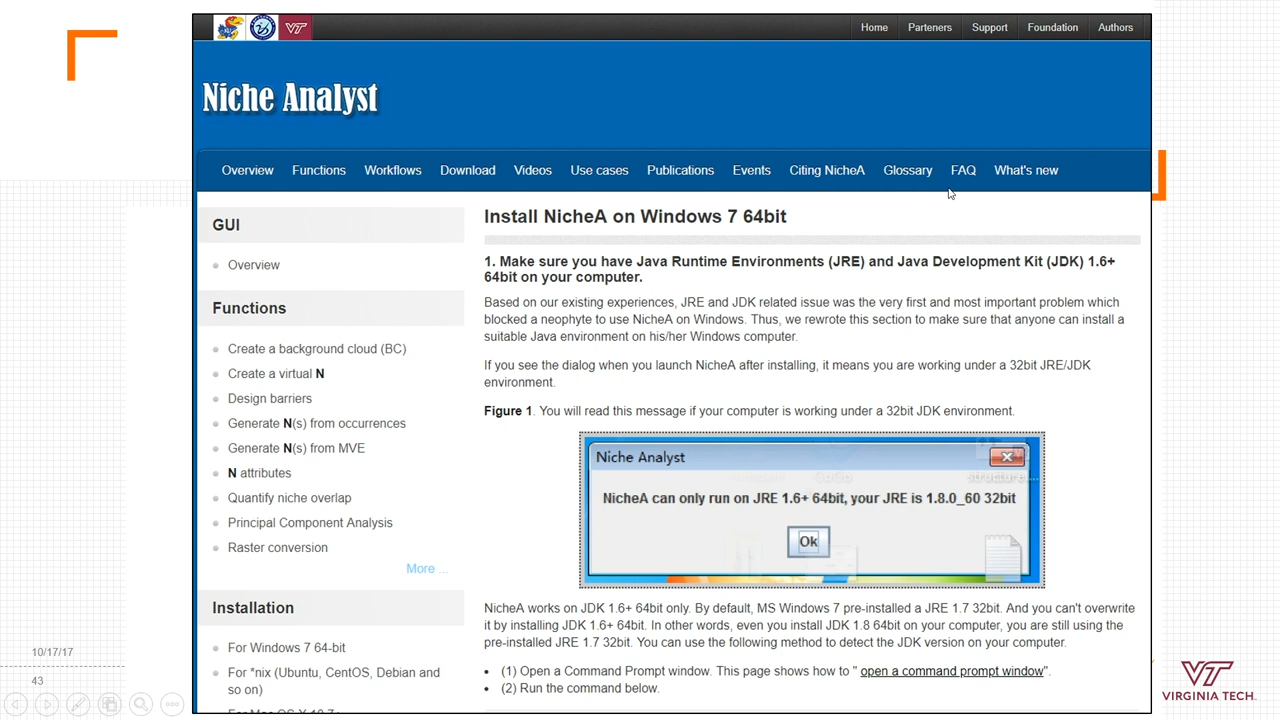 VT
Home Parteners Support Foundation Authors
Niche Analyst
Overview Functions Workflows Download Videos Use cases Publications Events Citing NicheA Glossary FAQ What's new
GUI
Overview
Functions
Create a background cloud (BC)
Create a virtual N
Design barriers
Generate N(s) from occurrences
Generate N(s) from MVE
N attributes
Quantify niche overlap
Principal Component Analysis
Raster conversion
More ...
Installation
For Windows 7 64-bit
For *nix (Ubuntu, CentOS, Debian and
so on)
Install NicheA on Windows 7 64bit
1. Make sure you have Java Runtime Environments (JRE) and Java Development Kit (JDK) 1.6+
64bit on your computer.
Based on our existing experiences, JRE and JDK related issue was the very first and most important problem which
blocked a neophyte to use NicheA on Windows. Thus, we rewrote this section to make sure that anyone can install a
suitable Java environment on his/her Windows computer.
If you see the dialog when you launch NicheA after installing, it means you are working under a 32bit JRE/JDK
environment.
Figure 1. You will read this message if your computer is working under a 32bit JDK environment.
Niche Analyst
NicheA can only run on JRE 1.6+ 64bit, your JRE is 1.8.0_60 32bit
Ok
NicheA works on JDK 1.6+ 64bit only. By default, MS Windows 7 pre-installed a JRE 1.7 32bit. And you can't overwrite
it by installing JDK 1.6+ 64bit. In other words, even you install JDK 1.8 64bit on your computer, you are still using the
pre-installed JRE 1.7 32bit. You can use the following method to detect the JDK version on your computer.
(1) Open a Command Prompt window. This page shows how to " open a command prompt window".
(2) Run the command below.
10/17/17
43
VT
VIRGINIA TECH